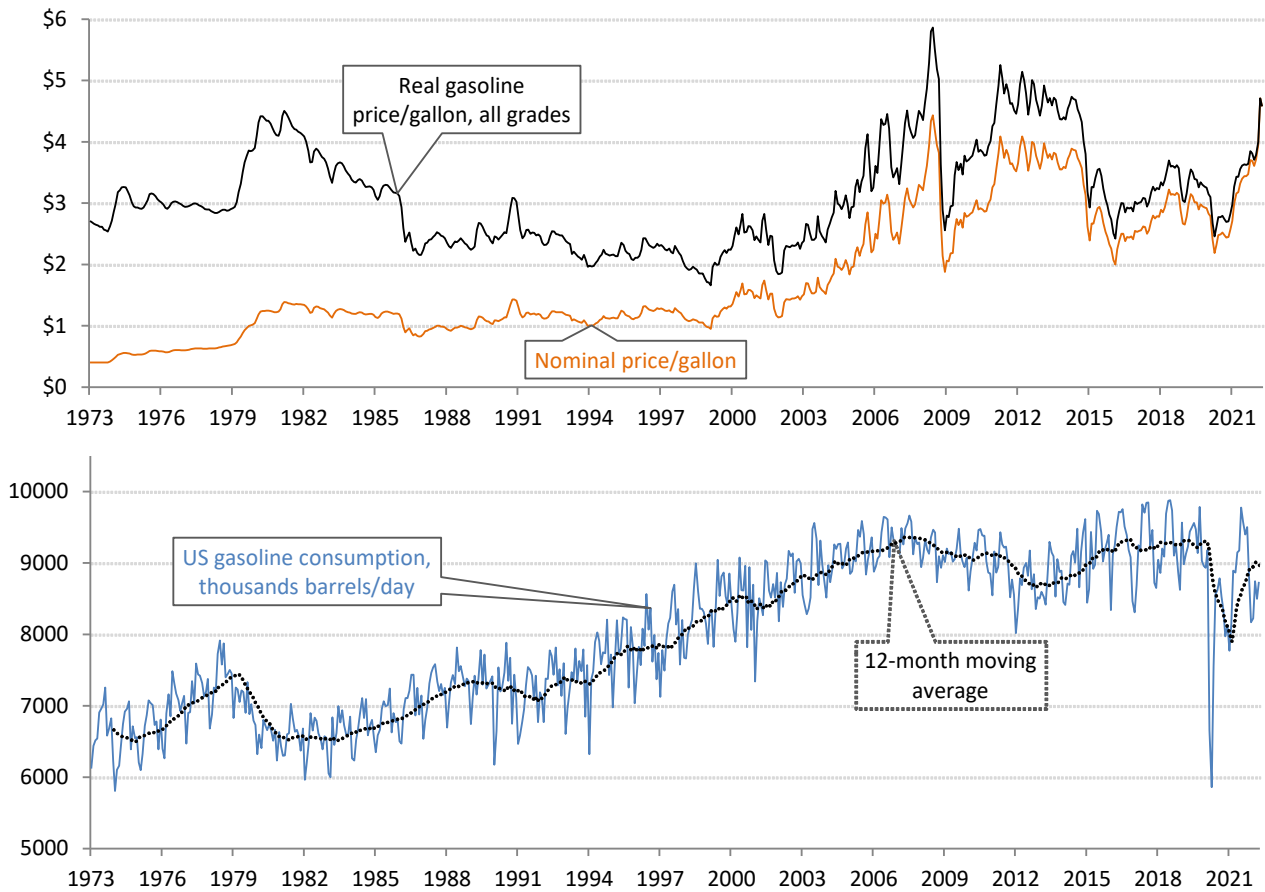 $6
$5
$4
$3
$2
$1
$0
Real gasoline
price/gallon, all grades
Nominal price/gallon
1973 1976 1979 1982 1985 1988 1991 1994 1997 2000 2003 2006 2009 2012 2015 2018 2021
10000
9000
8000
7000
6000
5000
US gasoline consumption,
thousands barrels/day
12-month moving
average
1973 1976 1979 1982 1985 1988 1991 1994 1997 2000 2003 2006 2009 2012 2015 2018 2021